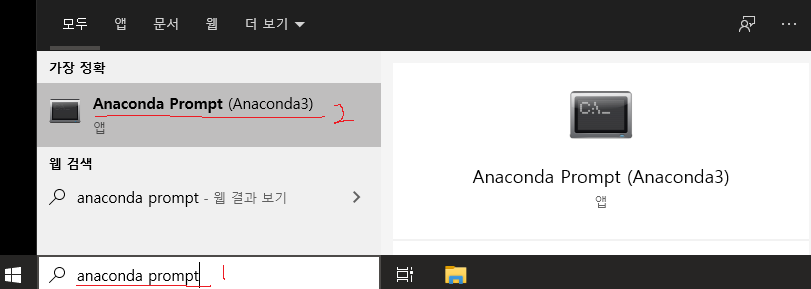 모두 앱 문서 웹 더 보기
가장 정확
Anaconda Prompt (Anaconda3)
앱
2
웹 검색
anaconda prompt - 웹 결과 보기
C:\_
Anaconda Prompt (Anaconda3)
앱
anaconda prompt
1